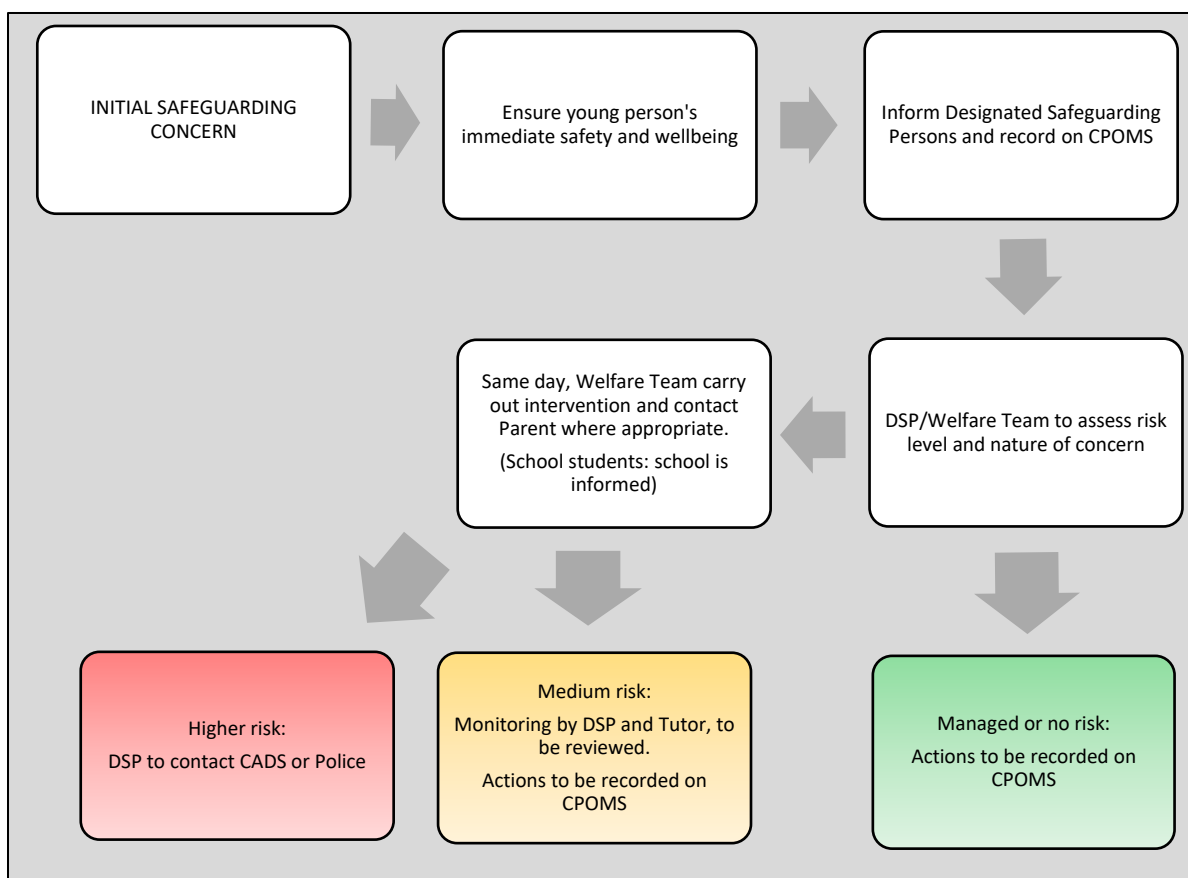 INITIAL SAFEGUARDING
CONCERN
Ensure young person's
immediate safety and wellbeing
Inform Designated Safeguarding
Persons and record on CPOMS
DSP/Welfare Team to assess risk
level and nature of concern
Same day, Welfare Team carry
out intervention and contact
Parent where appropriate.
(School students: school is
informed)
Higher risk:
DSP to contact CADS or Police
Medium risk:
Monitoring by DSP and Tutor, to
be reviewed.
Actions to be recorded on
CPOMS
Managed or no risk:
Actions to be recorded on
CPOMS